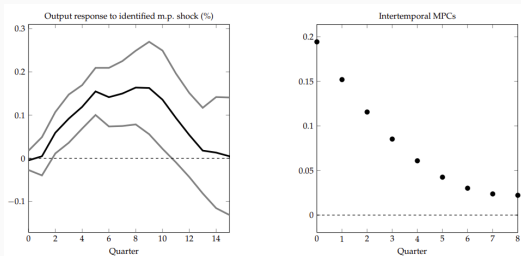 Output response to identified m.p. shock (%)
0.3
0.2
0.1
0
−0.1
0 2 4 6 8 10 12 14
Quarter
Intertemporal MPCs
0.2
0.15
0.1
0.05
0
0 1 2 3 4 5 6 7 8
Quarter